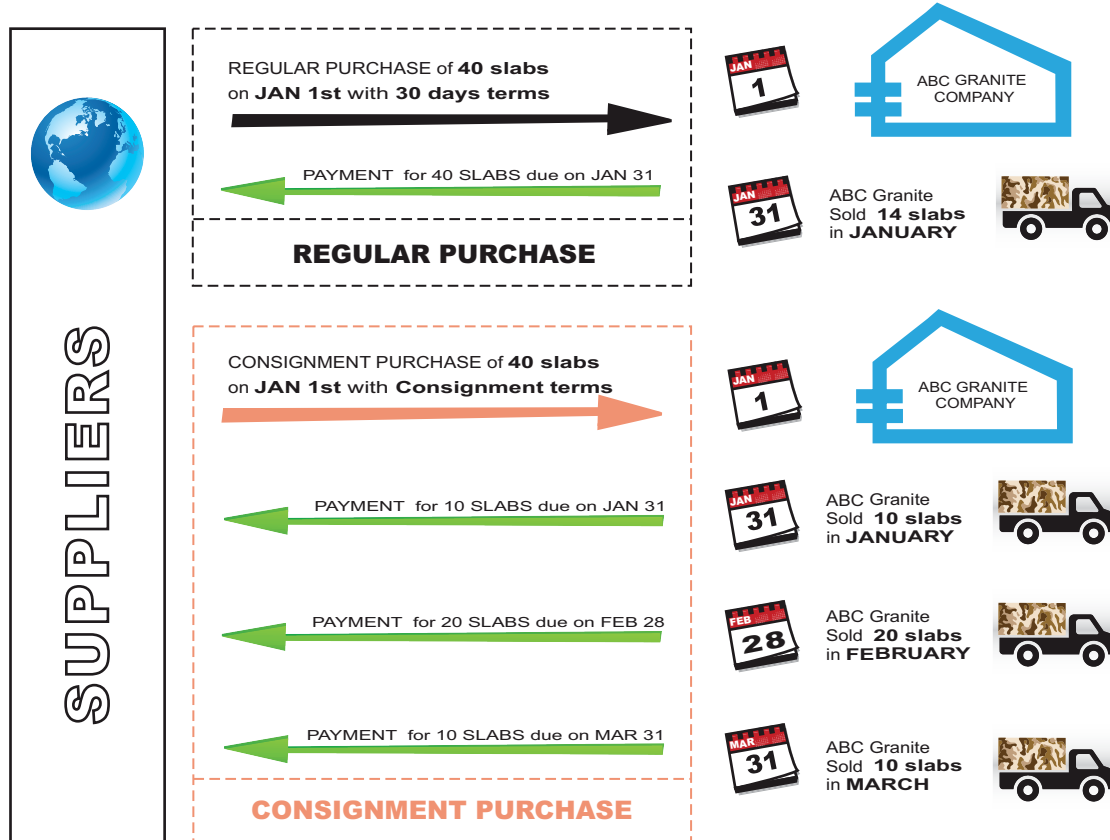 SUPPLIERS
REGULAR PURCHASE of 40 slabs
on JAN 1st with 30 days terms
PAYMENT for 40 SLABS due on JAN 31
REGULAR PURCHASE
JAN
1
ABC GRANITE
COMPANY
JAN
31
ABC Granite
Sold 14 slabs
in JANUARY
CONSIGNMENT PURCHASE of 40 slabs
on JAN 1st with Consignment terms
JAN
1
ABC GRANITE
COMPANY
PAYMENT for 10 SLABS due on JAN 31
JAN
31
ABC Granite
Sold 10 slabs
in JANUARY
PAYMENT for 20 SLABS due on FEB 28
FEB
28
ABC Granite
Sold 20 slabs
in FEBRUARY
PAYMENT for 10 SLABS due on MAR 31
MAR
31
ABC Granite
Sold 10 slabs
in MARCH
CONSIGNMENT PURCHASE